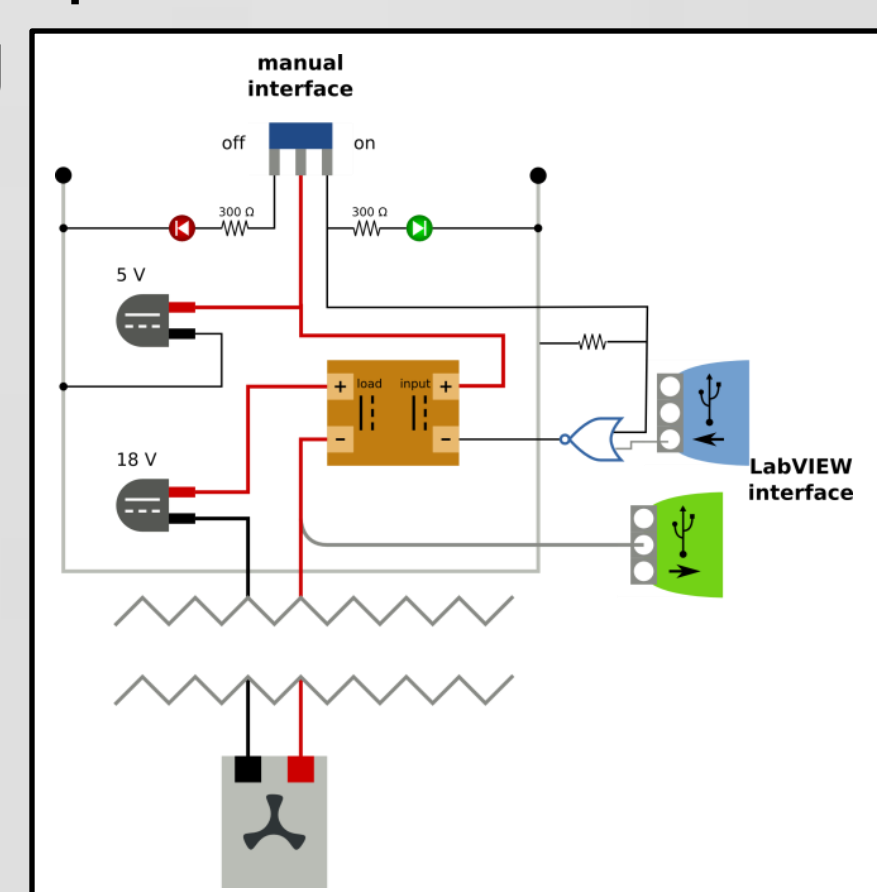 manual
interface
off
on
300 Ω
300 Ω
5 V
+ load input +
− −
18 V
LabVIEW
interface